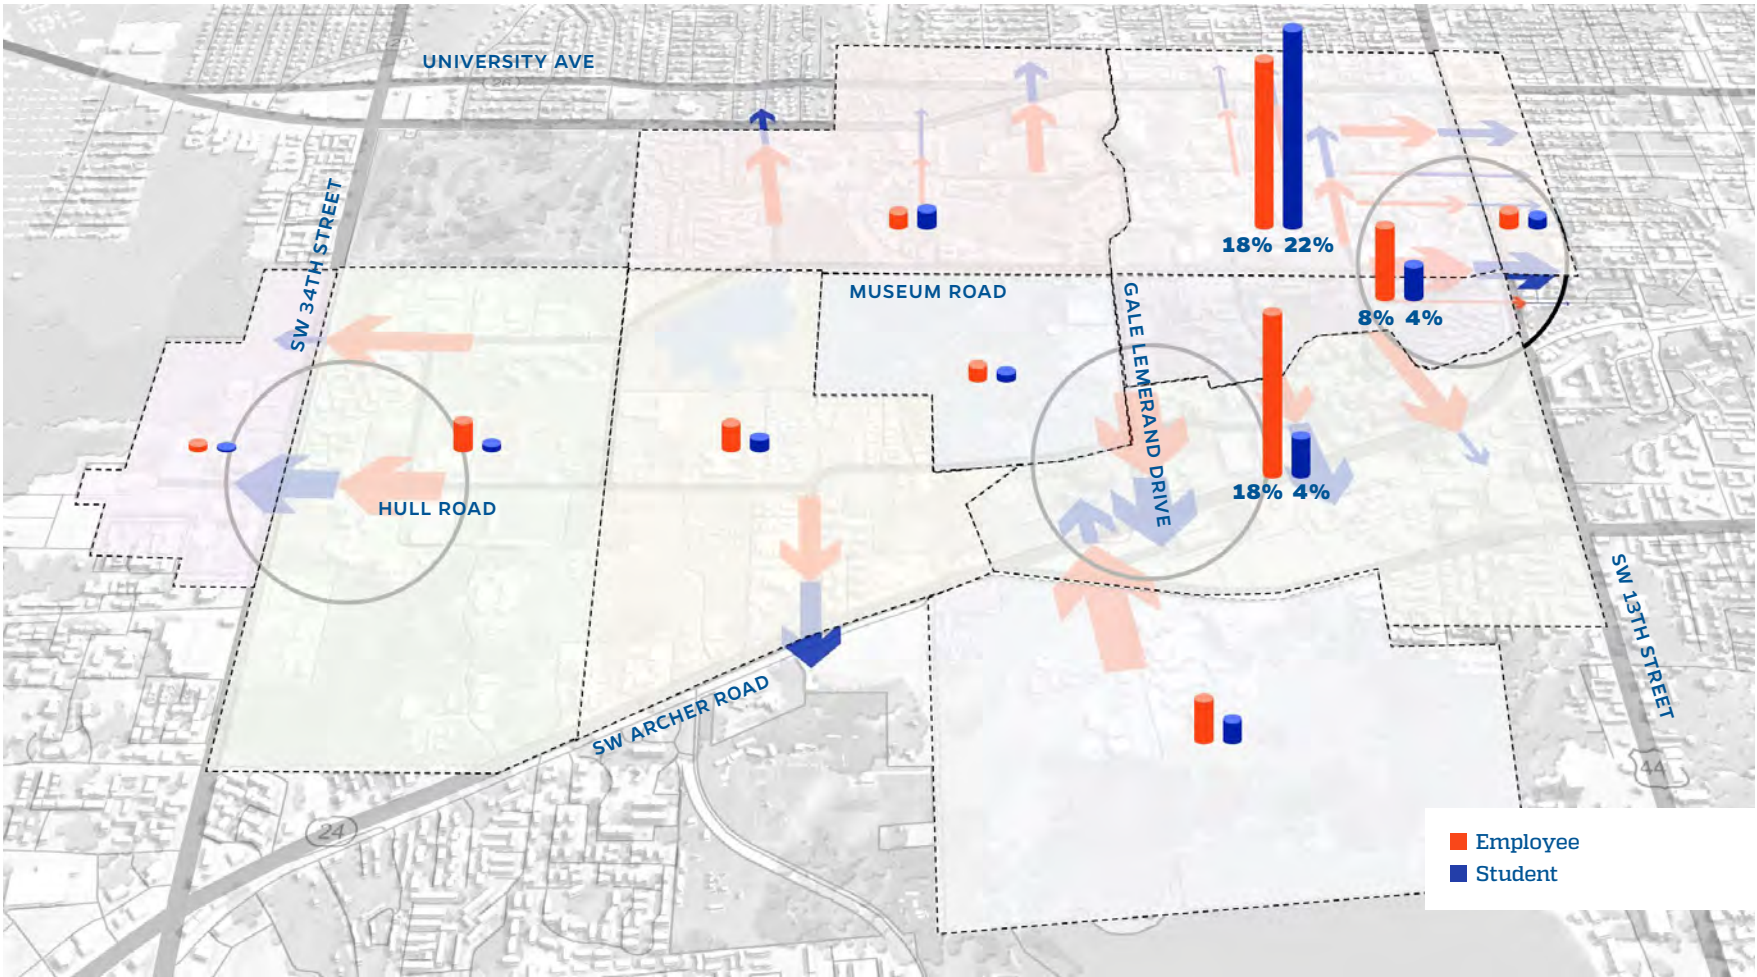 UNIVERSITY AVE
SW 34TH STREET
18% 22%
MUSEUM ROAD
GALE LEMERAND DRIVE
8% 4%
18% 4%
HULL ROAD
SW 13TH STREET
SW ARCHER ROAD
24
441
Employee
Student